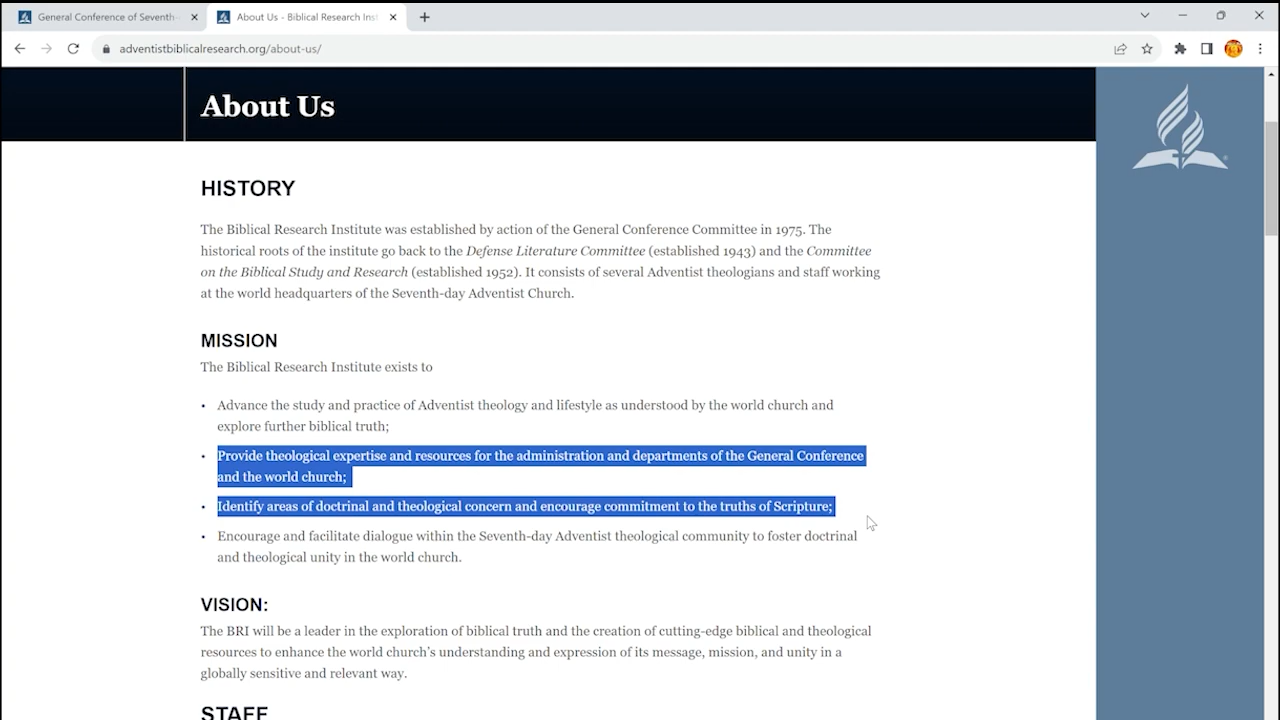 General Conference of Seventh-
About Us - Biblical Research Inst
adventistbiblicalresearch.org/about-us/
About Us
HISTORY
The Biblical Research Institute was established by action of the General Conference Committee in 1975. The
historical roots of the institute go back to the Defense Literature Committee (established 1943) and the Committee
on the Biblical Study and Research (established 1952). It consists of several Adventist theologians and staff working
at the world headquarters of the Seventh-day Adventist Church.
MISSION
The Biblical Research Institute exists to
• Advance the study and practice of Adventist theology and lifestyle as understood by the world church and
explore further biblical truth;
• Provide theological expertise and resources for the administration and departments of the General Conference
and the world church;
• Identify areas of doctrinal and theological concern and encourage commitment to the truths of Scripture;
• Encourage and facilitate dialogue within the Seventh-day Adventist theological community to foster doctrinal
and theological unity in the world church.
VISION:
The BRI will be a leader in the exploration of biblical truth and the creation of cutting-edge biblical and theological
resources to enhance the world church's understanding and expression of its message, mission, and unity in a
globally sensitive and relevant way.
STAFF